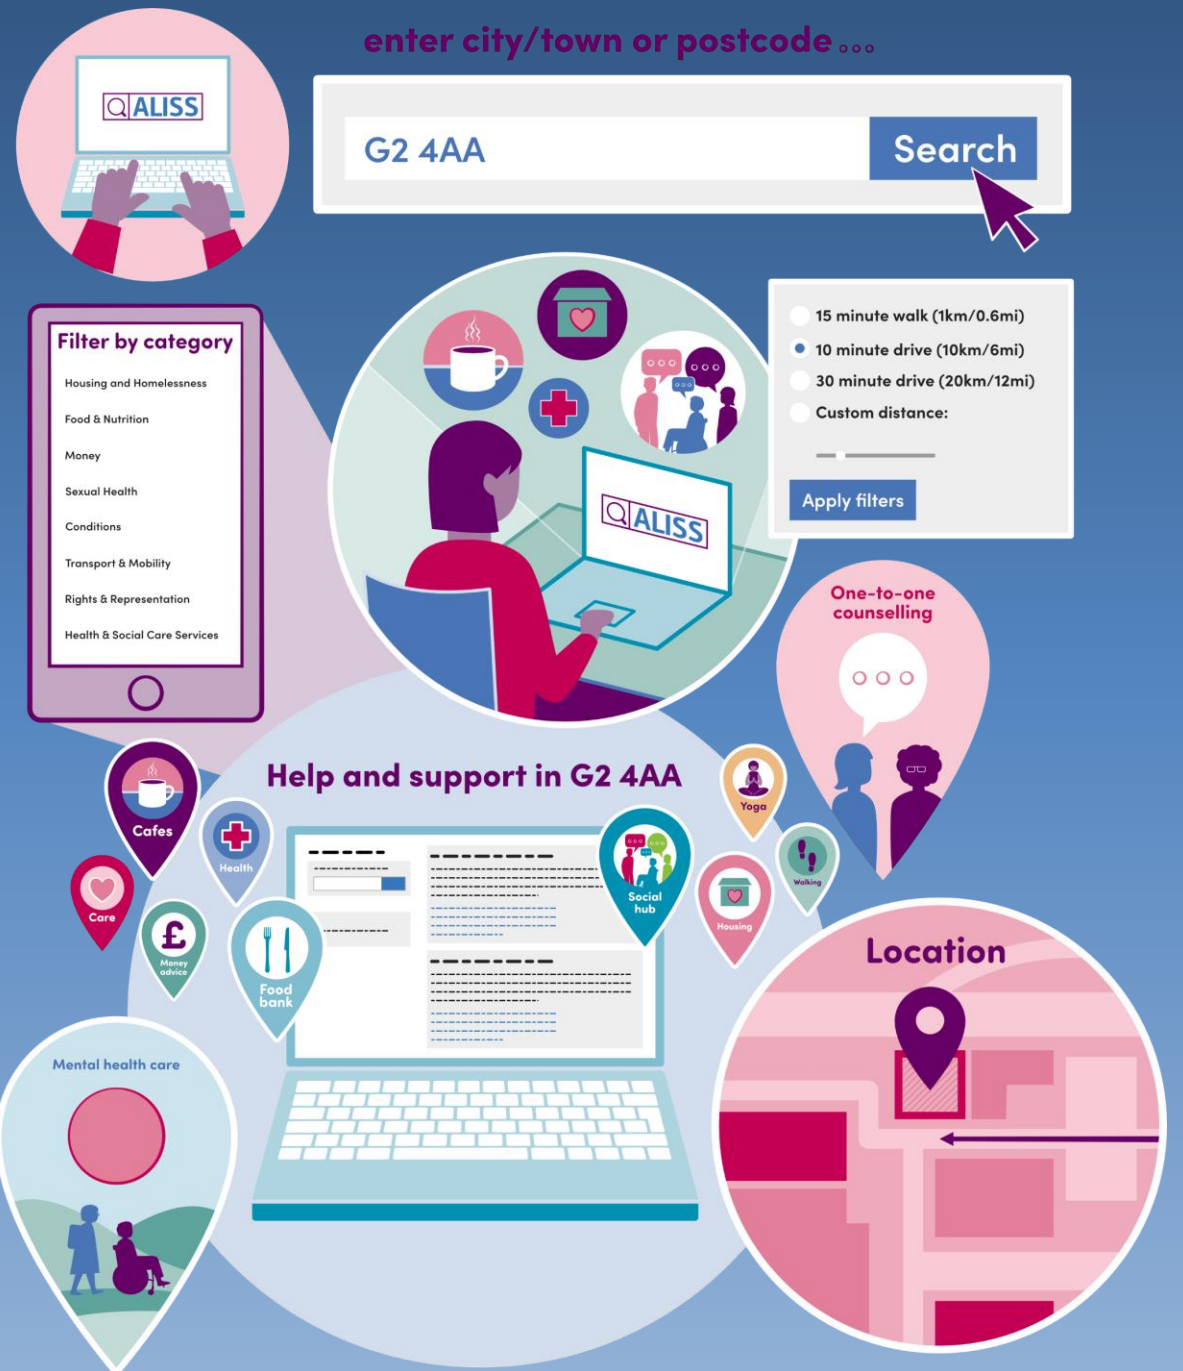 enter city/town or postcode...
ALISS
G2 4AA
Search
Filter by category
Housing and Homelessness
Food & Nutrition
Money
Sexual Health
Conditions
Transport & Mobility
Rights & Representation
Health & Social Care Services
ALISS
15 minute walk (1km/0.6mi)
10 minute drive (10km/6mi)
30 minute drive (20km/12mi)
Custom distance:
Apply filters
One-to-one
counselling
Help and support in G2 4AA
Cafes
Health
Care
£
Money
advice
Food
bank
Social
hub
Yoga
Walking
Housing
Location
Mental health care